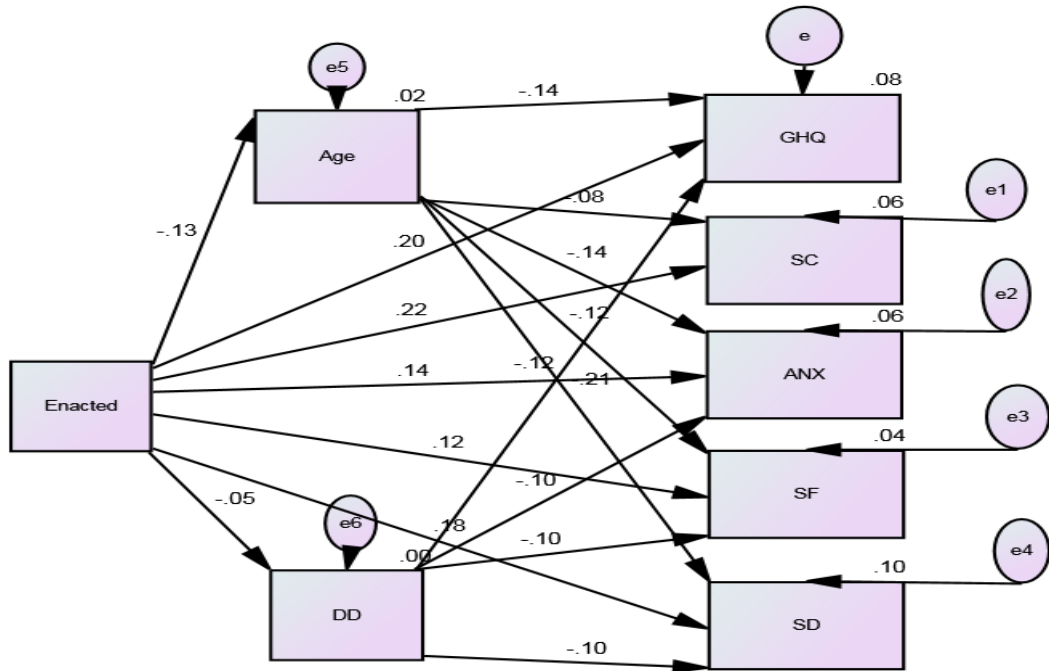 e
e5
.02
-.14
.08
Age
GHQ
-.08
.06
e1
-.13
.20
SC
-.14
e2
.22
-.12
.06
.14
-.12
-.21
ANX
Enacted
e3
.12
.04
-.10
SF
-.05
e6
.18
-.10
e4
.00
.10
DD
SD
-.10